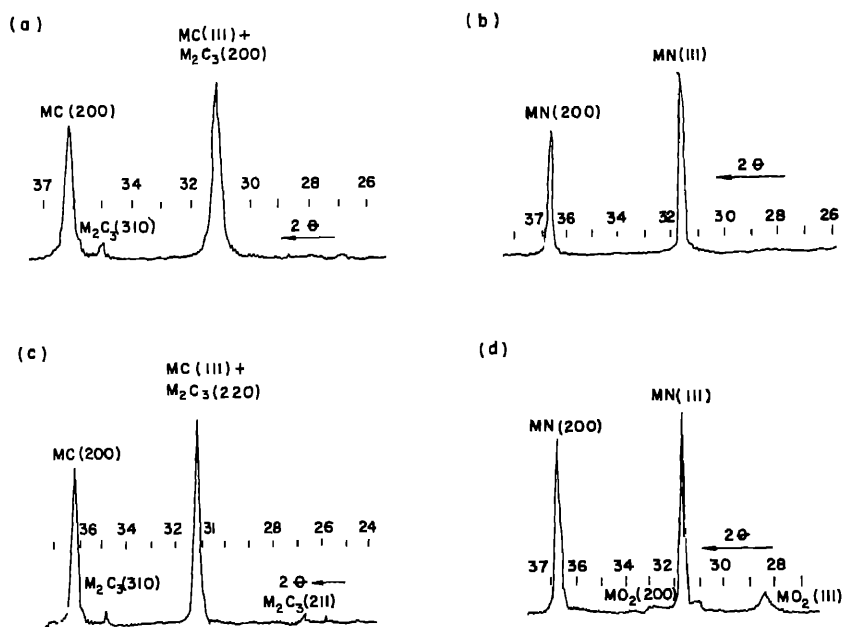 (a)
MC(111)+
M₂C₃(200)
MC(200)
37 34 32 30 28 26
M₂C₃(310)
2θ
(b)
MN(111)
MN(200)
2θ
37 36 34 32 30 28 26
(c)
MC(111)+
M₂C₃(220)
MC(200)
36 34 32 31 28 26 24
M₂C₃(310)
2θ
M₂C₃(211)
(d)
MN(111)
MN(200)
2θ
37 36 34 32 30 28
MO₂(200)
MO₂(111)